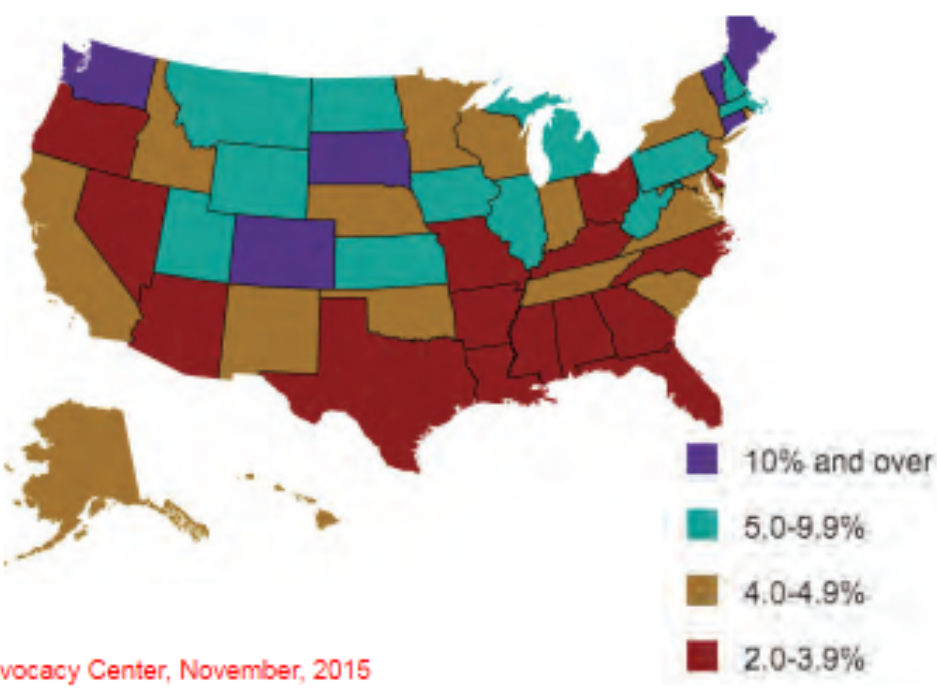 10% and over
5.0-9.9%
4.0-4.9%
2.0-3.9%
vocacy Center, November, 2015